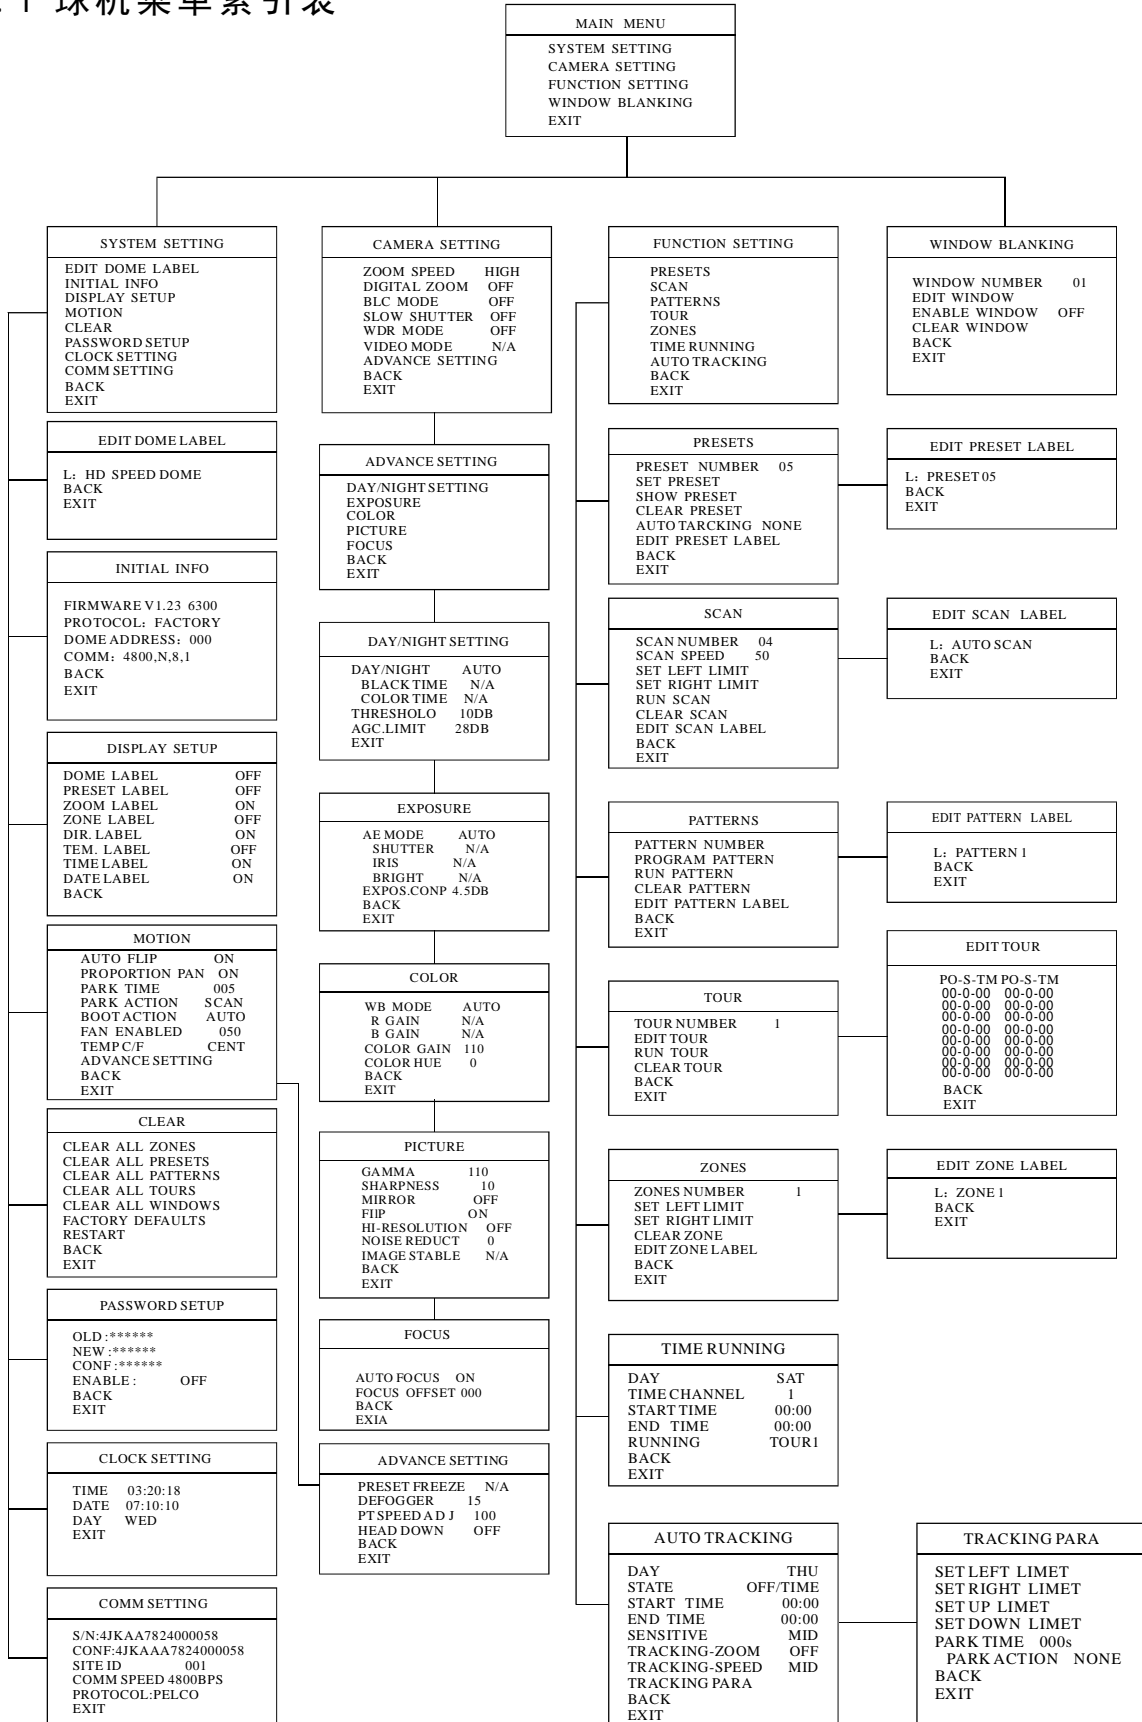 1 球机菜单索引表
MAIN MENU
SYSTEM SETTING
CAMERA SETTING
FUNCTION SETTING
WINDOW BLANKING
EXIT
SYSTEM SETTING
EDIT DOME LABEL
INITIAL INFO
DISPLAY SETUP
MOTION
CLEAR
PASSWORD SETUP
CLOCK SETTING
COMM SETTING
BACK
EXIT
EDIT DOME LABEL
L: HD SPEED DOME
BACK
EXIT
INITIAL INFO
FIRMWARE V1.23 6300
PROTOCOL: FACTORY
DOME ADDRESS: 000
COMM: 4800,N,8,1
BACK
EXIT
DISPLAY SETUP
DOME LABEL OFF
PRESET LABEL OFF
ZOOM LABEL ON
ZONE LABEL OFF
DIR. LABEL ON
TEM. LABEL OFF
TIME LABEL ON
DATE LABEL ON
BACK
MOTION
AUTO FLIP ON
PROPORTION PAN ON
PARK TIME 005
PARK ACTION SCAN
BOOT ACTION AUTO
FAN ENABLED 050
TEMP C/F CENT
ADVANCE SETTING
BACK
EXIT
CLEAR
CLEAR ALL ZONES
CLEAR ALL PRESETS
CLEAR ALL PATTERNS
CLEAR ALL TOURS
CLEAR ALL WINDOWS
FACTORY DEFAULTS
RESTART
BACK
EXIT
PASSWORD SETUP
OLD :******
NEW :******
CONF :******
ENABLE : OFF
BACK
EXIT
CLOCK SETTING
TIME 03:20:18
DATE 07:10:10
DAY WED
EXIT
COMM SETTING
S/N:4JKAA7824000058
CONF:4JKAAA7824000058
SITE ID 001
COMM SPEED 4800BPS
PROTOCOL:PELCO
EXIT
CAMERA SETTING
ZOOM SPEED HIGH
DIGITAL ZOOM OFF
BLC MODE OFF
SLOW SHUTTER OFF
WDR MODE OFF
VIDEO MODE N/A
ADVANCE SETTING
BACK
EXIT
ADVANCE SETTING
DAY/NIGHT SETTING
EXPOSURE
COLOR
PICTURE
FOCUS
BACK
EXIT
DAY/NIGHT SETTING
DAY/NIGHT AUTO
BLACK TIME N/A
COLOR TIME N/A
THRESHOLO 10DB
AGC.LIMIT 28DB
EXIT
EXPOSURE
AE MODE AUTO
SHUTTER N/A
IRIS N/A
BRIGHT N/A
EXPOS.CONP 4.5DB
BACK
EXIT
COLOR
WB MODE AUTO
R GAIN N/A
B GAIN N/A
COLOR GAIN 110
COLOR HUE 0
BACK
EXIT
PICTURE
GAMMA 110
SHARPNESS 10
MIRROR OFF
FIIP ON
HI-RESOLUTION OFF
NOISE REDUCT 0
IMAGE STABLE N/A
BACK
EXIT
FOCUS
AUTO FOCUS ON
FOCUS OFFSET 000
BACK
EXIA
ADVANCE SETTING
PRESET FREEZE N/A
DEFOGGER 15
PT SPEED A D J 100
HEAD DOWN OFF
BACK
EXIT
FUNCTION SETTING
PRESETS
SCAN
PATTERNS
TOUR
ZONES
TIME RUNNING
AUTO TRACKING
BACK
EXIT
PRESETS
PRESET NUMBER 05
SET PRESET
SHOW PRESET
CLEAR PRESET
AUTO TARCKING NONE
EDIT PRESET LABEL
BACK
EXIT
SCAN
SCAN NUMBER 04
SCAN SPEED 50
SET LEFT LIMIT
SET RIGHT LIMIT
RUN SCAN
CLEAR SCAN
EDIT SCAN LABEL
BACK
EXIT
PATTERNS
PATTERN NUMBER
PROGRAM PATTERN
RUN PATTERN
CLEAR PATTERN
EDIT PATTERN LABEL
BACK
EXIT
TOUR
TOUR NUMBER 1
EDIT TOUR
RUN TOUR
CLEAR TOUR
BACK
EXIT
ZONES
ZONES NUMBER 1
SET LEFT LIMIT
SET RIGHT LIMIT
CLEAR ZONE
EDIT ZONE LABEL
BACK
EXIT
TIME RUNNING
DAY SAT
TIME CHANNEL 1
START TIME 00:00
END TIME 00:00
RUNNING TOUR1
BACK
EXIT
AUTO TRACKING
DAY THU
STATE OFF/TIME
START TIME 00:00
END TIME 00:00
SENSITIVE MID
TRACKING-ZOOM OFF
TRACKING-SPEED MID
TRACKING PARA
BACK
EXIT
WINDOW BLANKING
WINDOW NUMBER 01
EDIT WINDOW
ENABLE WINDOW OFF
CLEAR WINDOW
BACK
EXIT
EDIT PRESET LABEL
L: PRESET 05
BACK
EXIT
EDIT SCAN LABEL
L: AUTO SCAN
BACK
EXIT
EDIT PATTERN LABEL
L: PATTERN 1
BACK
EXIT
EDIT TOUR
PO-S-TM PO-S-TM
00-0-00 00-0-00
00-0-00 00-0-00
00-0-00 00-0-00
00-0-00 00-0-00
00-0-00 00-0-00
00-0-00 00-0-00
00-0-00 00-0-00
00-0-00 00-0-00
BACK
EXIT
EDIT ZONE LABEL
L: ZONE 1
BACK
EXIT
TRACKING PARA
SET LEFT LIMET
SET RIGHT LIMET
SET UP LIMET
SET DOWN LIMET
PARK TIME 000s
PARK ACTION NONE
BACK
EXIT